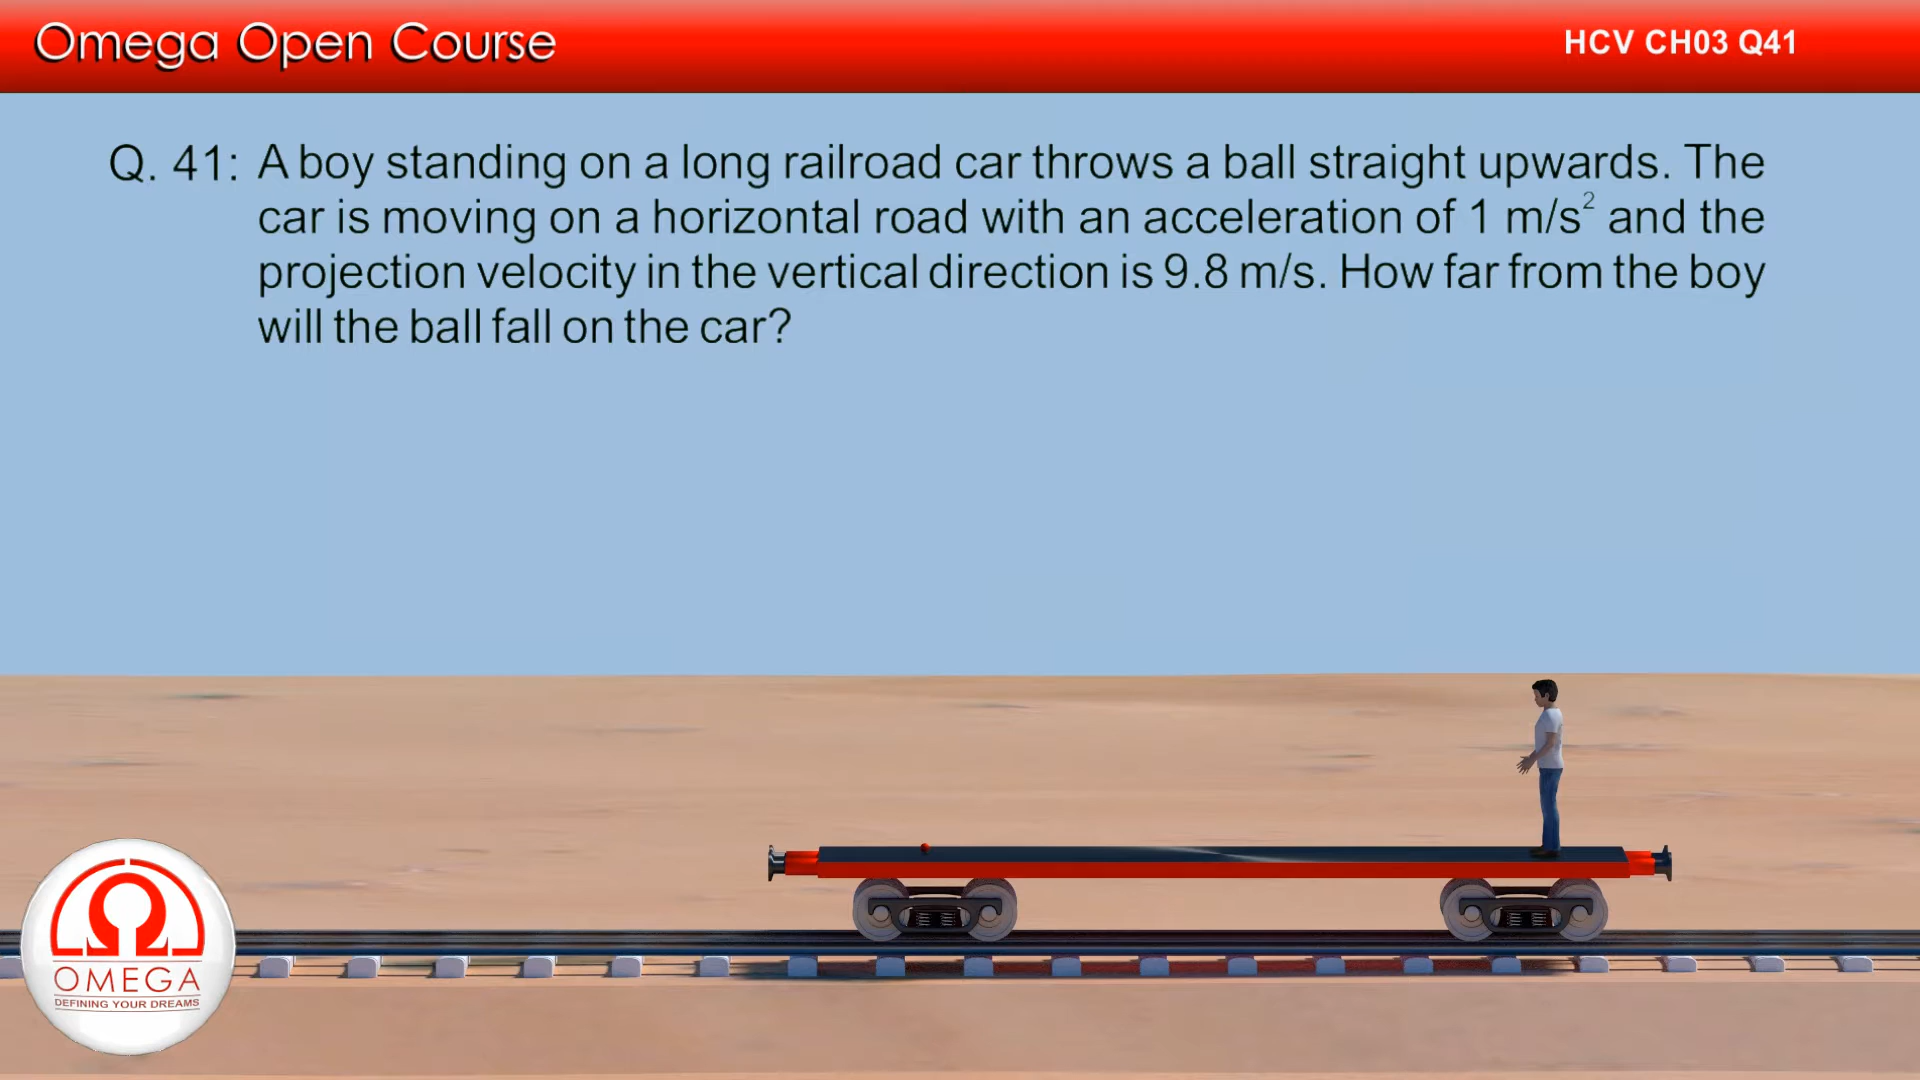 Omega Open Course
HCV CH03 Q41
Q. 41: A boy standing on a long railroad car throws a ball straight upwards. The
car is moving on a horizontal road with an acceleration of 1 m/s² and the
projection velocity in the vertical direction is 9.8 m/s. How far from the boy
will the ball fall on the car?
Ω
OMEGA
DEFINING YOUR DREAMS